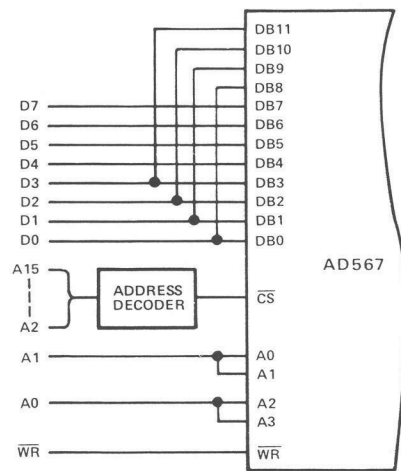 DB11
DB10
DB9
DB8
D7 DB7
D6 DB6
D5 DB5
D4 DB4
D3 DB3
D2 DB2
D1 DB1
D0 DB0
AD567
A15
ADDRESS
DECODER
CS
A2
A1 A0
A1
A0 A2
A3
WR WR